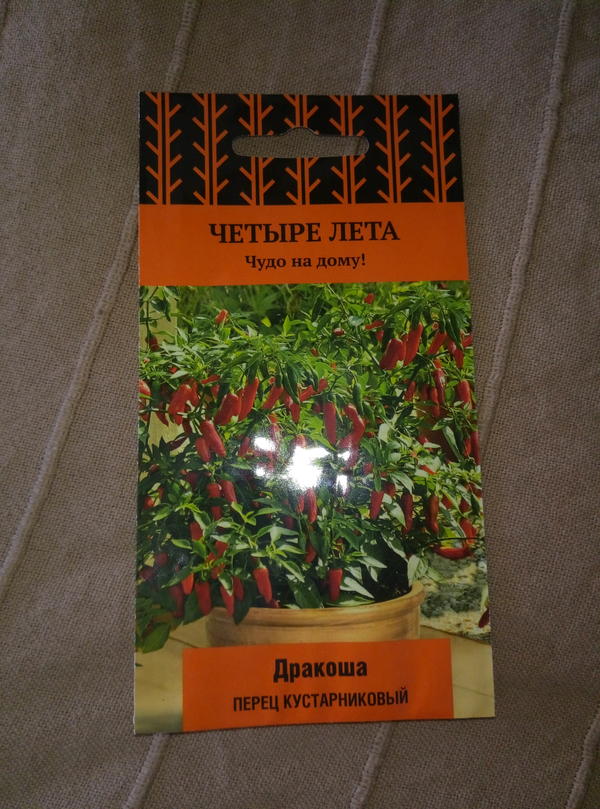 ЧЕТЫРЕ ЛЕТА
Чудо на дому!
Дракоша
ПЕРЕЦ КУСТАРНИКОВЫЙ